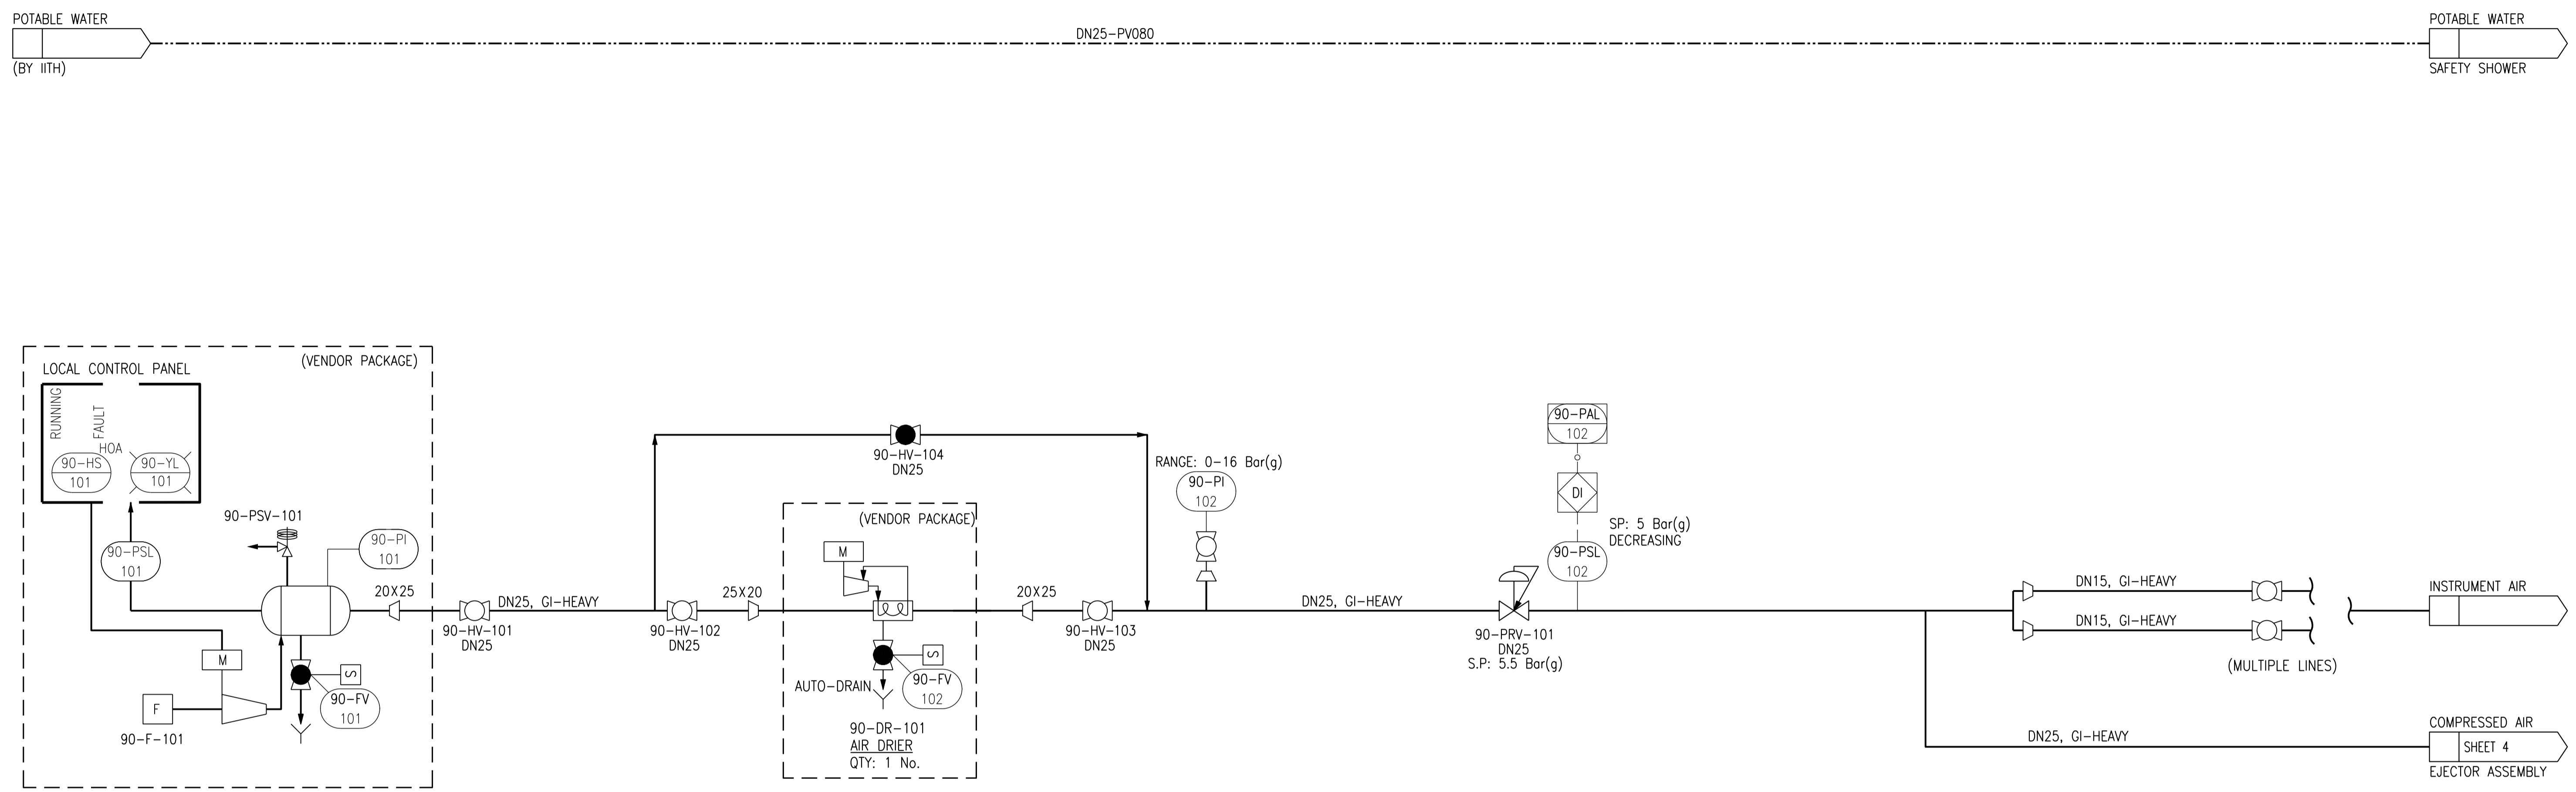 POTABLE WATER
(BY IITH)
DN25-PV080
POTABLE WATER
SAFETY SHOWER
(VENDOR PACKAGE)
LOCAL CONTROL PANEL
RUNNING
FAULT
HOA
90-HS
101
90-YL
101
90-PSL
101
90-PSV-101
90-PI
101
20X25
M
F
90-F-101
S
90-FV
101
90-HV-101
DN25
DN25, GI-HEAVY
90-HV-102
DN25
25X20
90-HV-104
DN25
(VENDOR PACKAGE)
M
S
AUTO-DRAIN
90-FV
102
90-DR-101
AIR DRIER
QTY: 1 No.
20X25
90-HV-103
DN25
RANGE: 0-16 Bar(g)
90-PI
102
DN25, GI-HEAVY
90-PRV-101
DN25
S.P: 5.5 Bar(g)
90-PAL
102
DI
SP: 5 Bar(g)
DECREASING
90-PSL
102
DN15, GI-HEAVY
DN15, GI-HEAVY
(MULTIPLE LINES)
INSTRUMENT AIR
DN25, GI-HEAVY
COMPRESSED AIR
SHEET 4
EJECTOR ASSEMBLY